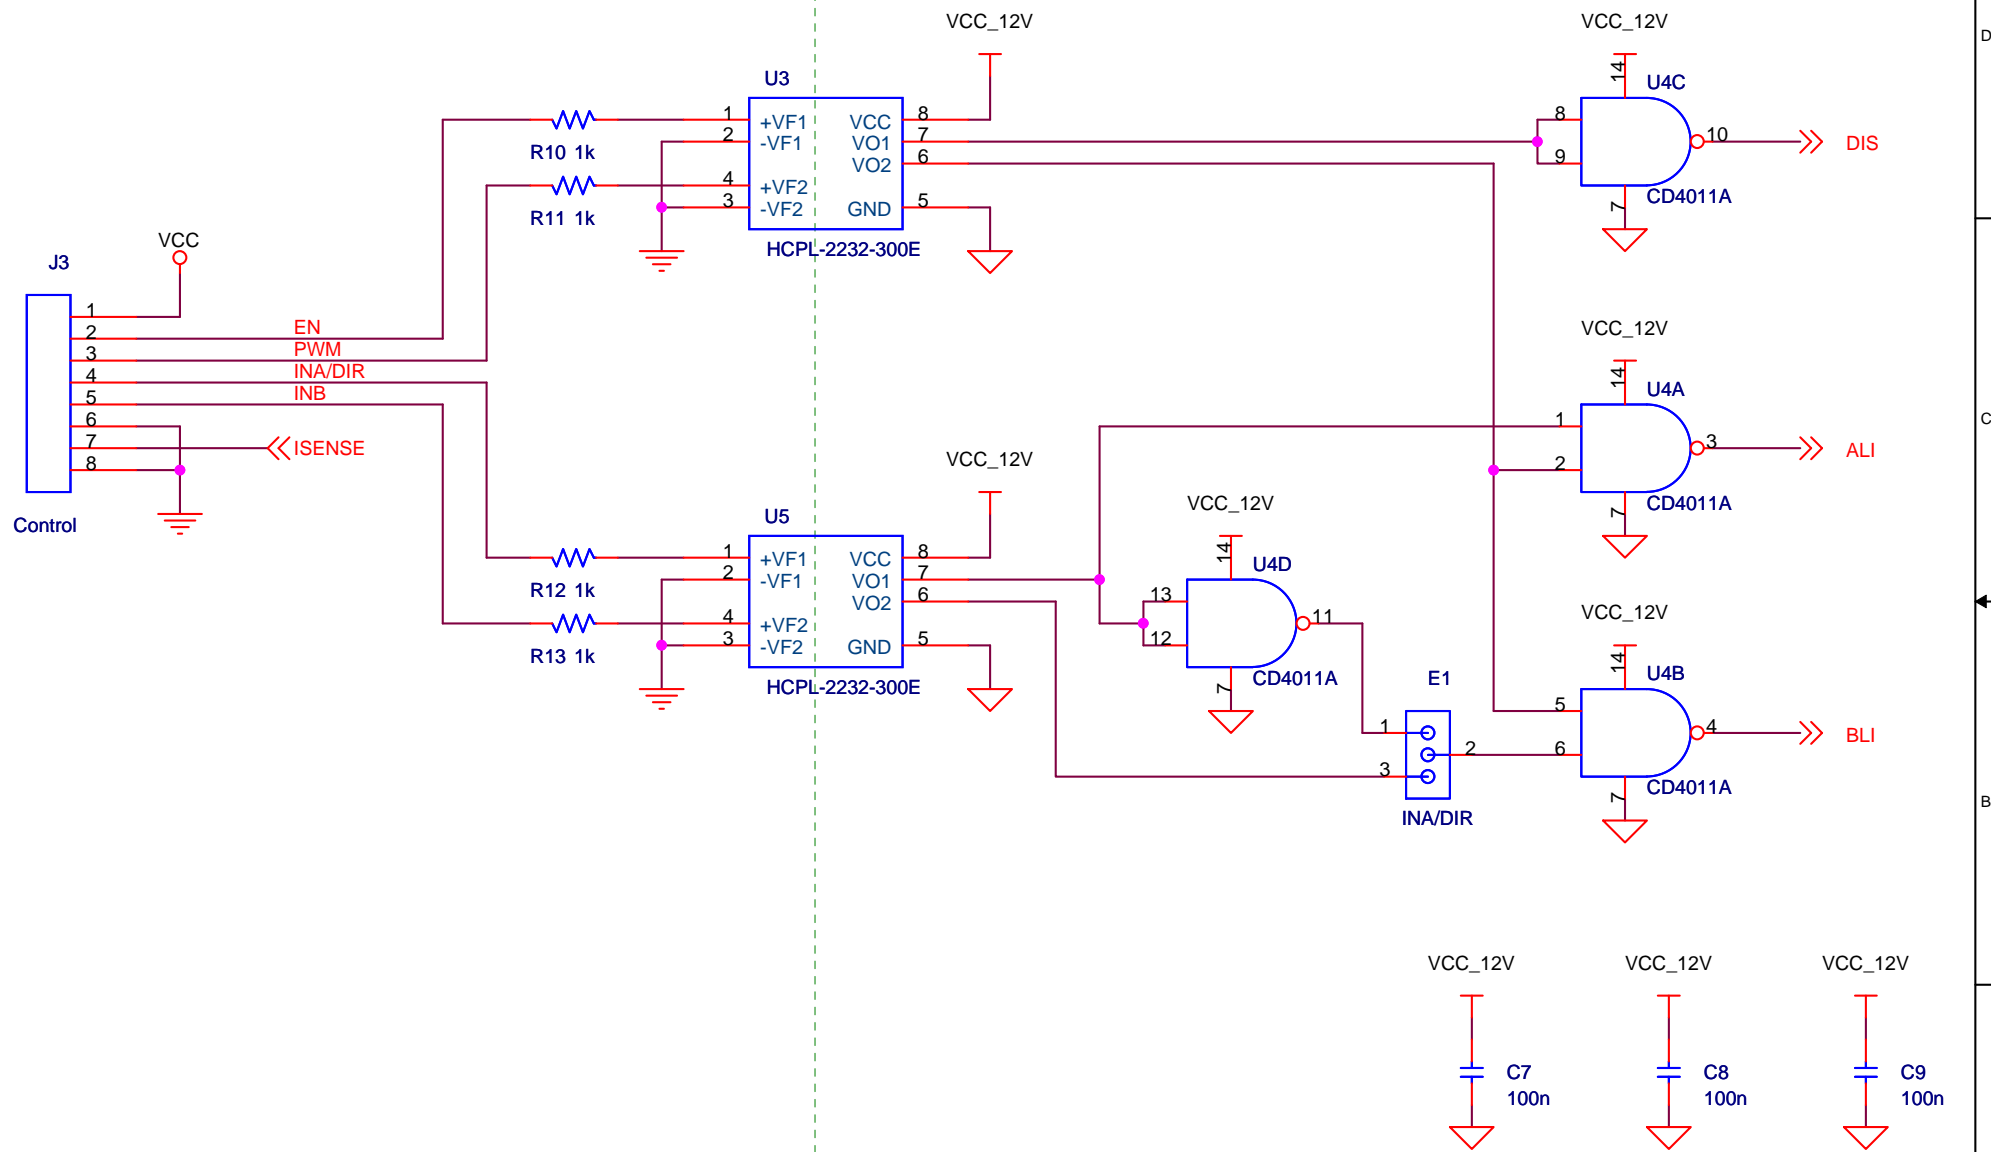 VCC_12V
VCC_12V
D
U3
14
U4C
1
+VF1
VCC
8
8
2
-VF1
VO1
7
10
DIS
R10 1k
VO2
6
9
4
+VF2
CD4011A
3
-VF2
GND
5
7
R11 1k
HCPL-2232-300E
VCC
J3
1
2
EN
3
PWM
4
INA/DIR
5
INB
6
7
ISENSE
8
Control
VCC_12V
14
U4A
C
1
3
ALI
2
CD4011A
7
VCC_12V
VCC_12V
U5
14
U4D
1
+VF1
VCC
8
2
-VF1
VO1
7
R12 1k
VO2
6
13
4
+VF2
11
3
-VF2
GND
5
12
R13 1k
CD4011A
7
HCPL-2232-300E
E1
1
2
3
INA/DIR
VCC_12V
14
U4B
5
4
BLI
6
CD4011A
7
B
VCC_12V
VCC_12V
VCC_12V
C7
100n
C8
100n
C9
100n